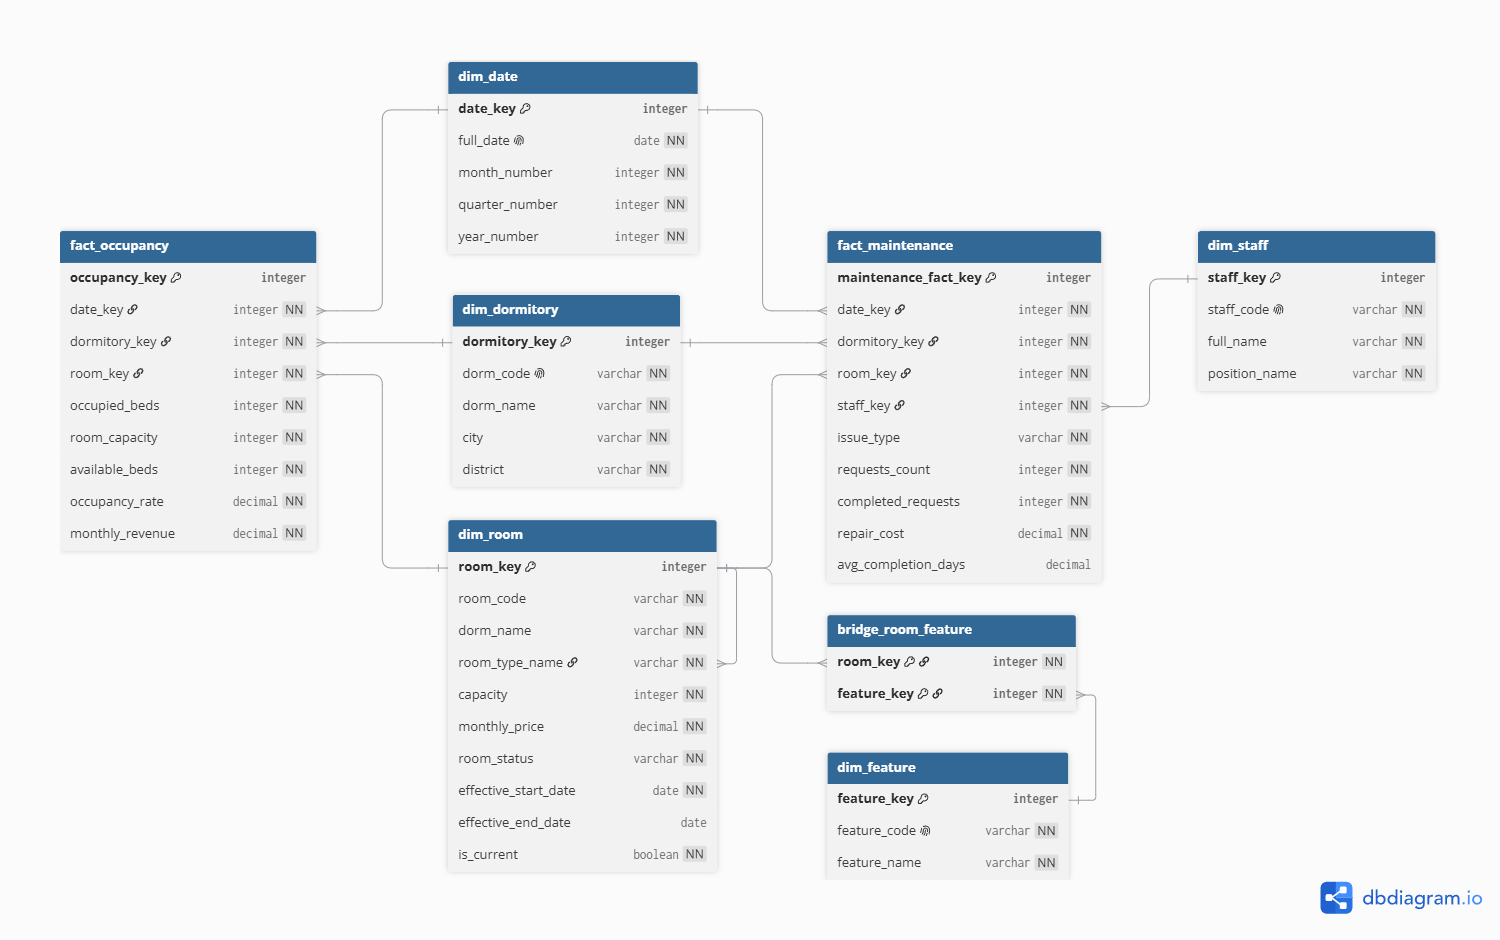 dim_date
date_key integer
full_date date NN
month_number integer NN
quarter_number integer NN
year_number integer NN
fact_occupancy
occupancy_key integer
date_key integer NN
dormitory_key integer NN
room_key integer NN
occupied_beds integer NN
room_capacity integer NN
available_beds integer NN
occupancy_rate decimal NN
monthly_revenue decimal NN
dim_dormitory
dormitory_key integer
dorm_code varchar NN
dorm_name varchar NN
city varchar NN
district varchar NN
dim_room
room_key integer
room_code varchar NN
dorm_name varchar NN
room_type_name varchar NN
capacity integer NN
monthly_price decimal NN
room_status varchar NN
effective_start_date date NN
effective_end_date date
is_current boolean NN
fact_maintenance
maintenance_fact_key integer
date_key integer NN
dormitory_key integer NN
room_key integer NN
staff_key integer NN
issue_type varchar NN
requests_count integer NN
completed_requests integer NN
repair_cost decimal NN
avg_completion_days decimal
dim_staff
staff_key integer
staff_code varchar NN
full_name varchar NN
position_name varchar NN
bridge_room_feature
room_key integer NN
feature_key integer NN
dim_feature
feature_key integer
feature_code varchar NN
feature_name varchar NN
dbdiagram.io